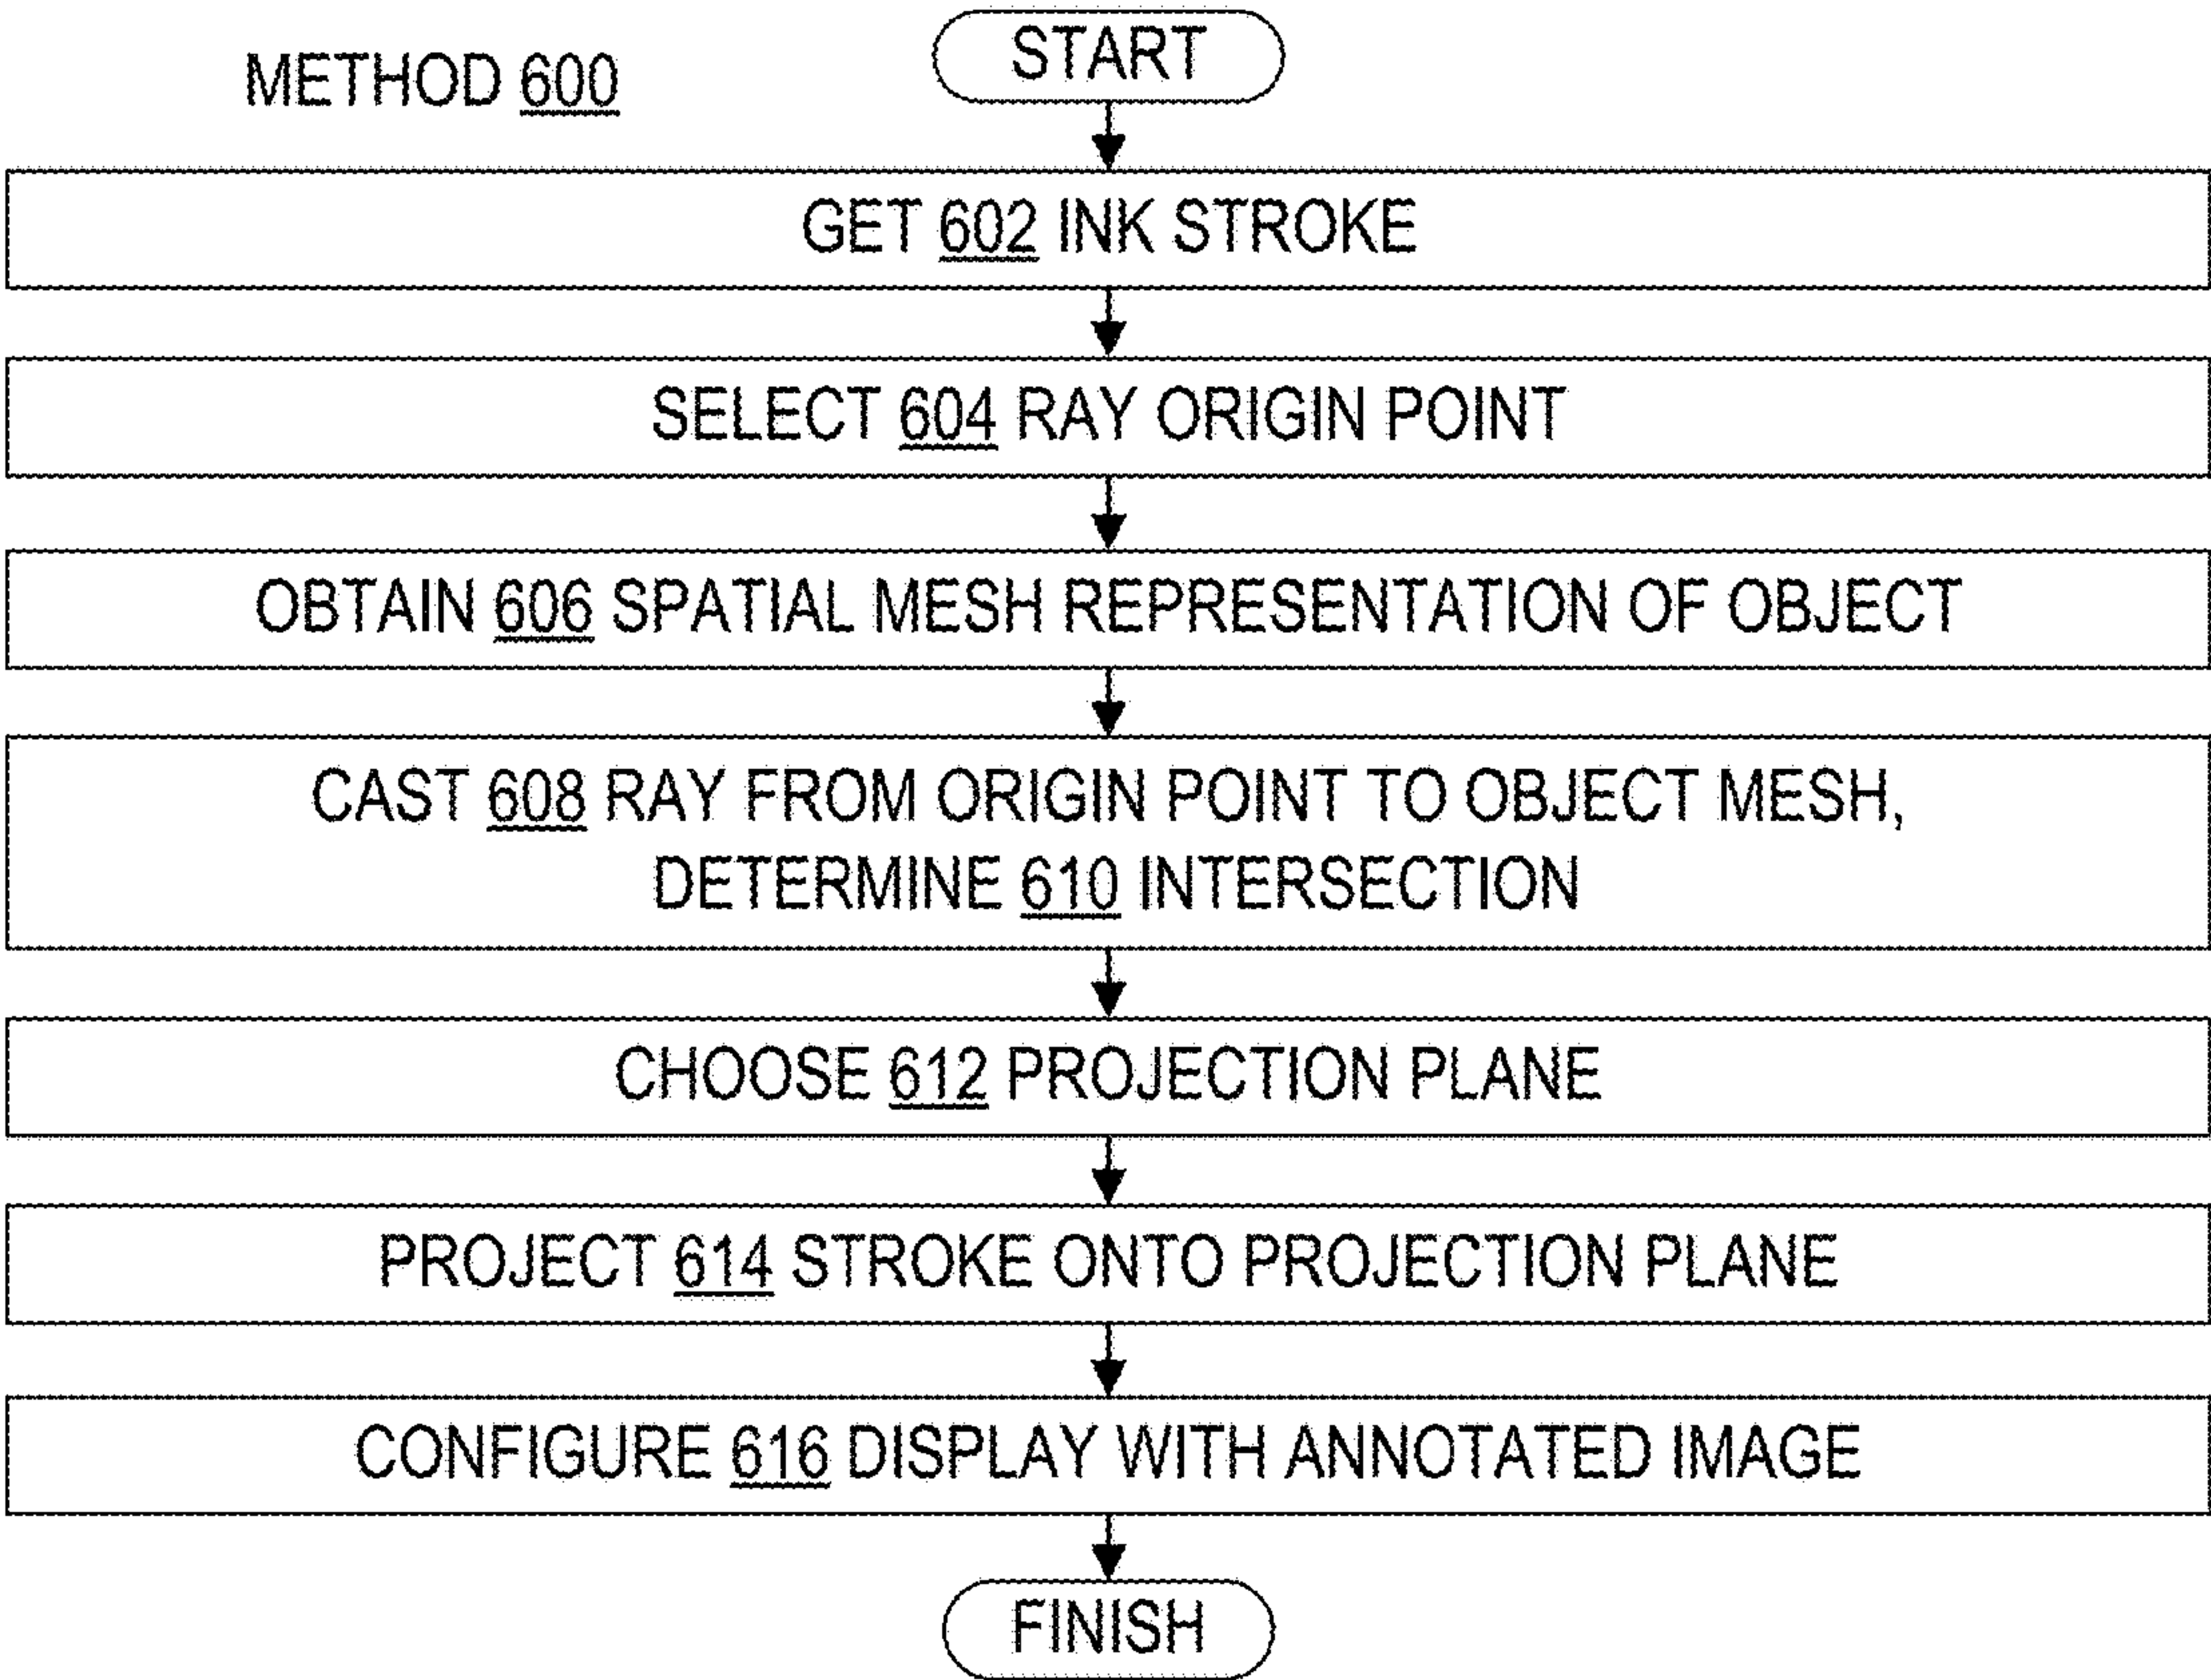 METHOD 600
START
GET 602 INK STROKE
SELECT 604 RAY ORIGIN POINT
OBTAIN 606 SPATIAL MESH REPRESENTATION OF OBJECT
CAST 608 RAY FROM ORIGIN POINT TO OBJECT MESH,
DETERMINE 610 INTERSECTION
CHOOSE 612 PROJECTION PLANE
PROJECT 614 STROKE ONTO PROJECTION PLANE
CONFIGURE 616 DISPLAY WITH ANNOTATED IMAGE
FINISH